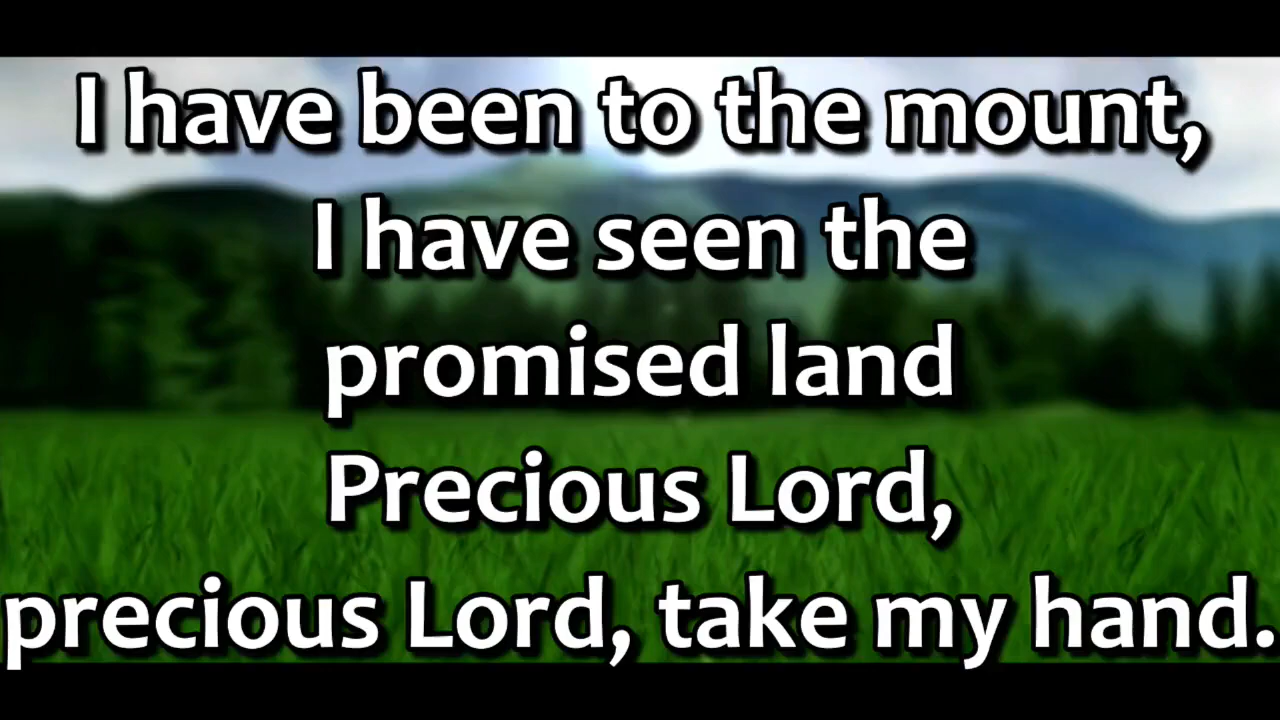 I have been to the mount,
I have seen the
promised land
Precious Lord,
precious Lord, take my hand.